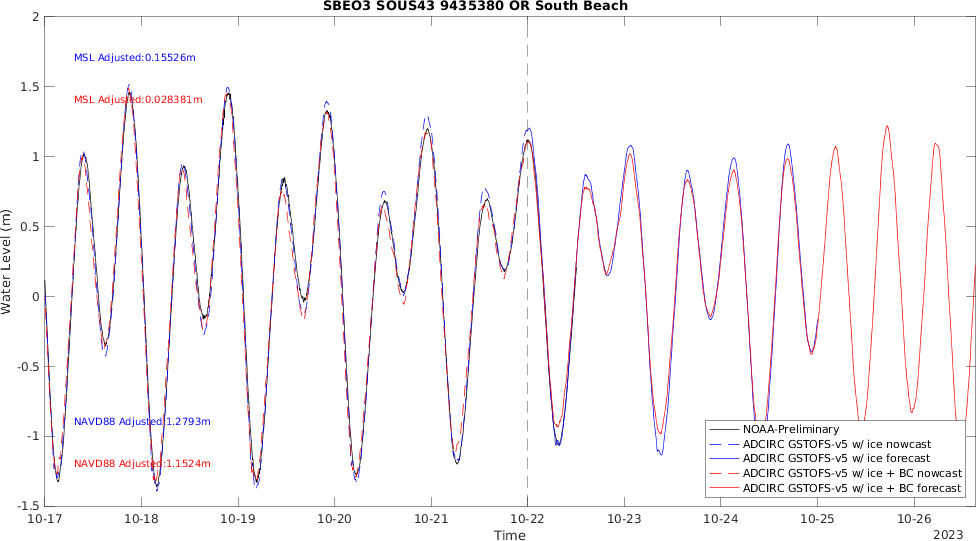 SBEO3 SOUS43 9435380 OR South Beach
MSL Adjusted:0.15526m
MSL Adjusted:0.028381m
NAVD88 Adjusted:1.2793m
NAVD88 Adjusted:1.1524m
Water Level (m)
2
1.5
1
0.5
0
-0.5
-1
-1.5
NOAA-Preliminary
ADCIRC GSTOFS-v5 w/ ice nowcast
ADCIRC GSTOFS-v5 w/ ice forecast
ADCIRC GSTOFS-v5 w/ ice + BC nowcast
ADCIRC GSTOFS-v5 w/ ice + BC forecast
10-17 10-18 10-19 10-20 10-21 10-22 10-23 10-24 10-25 10-26
Time
2023